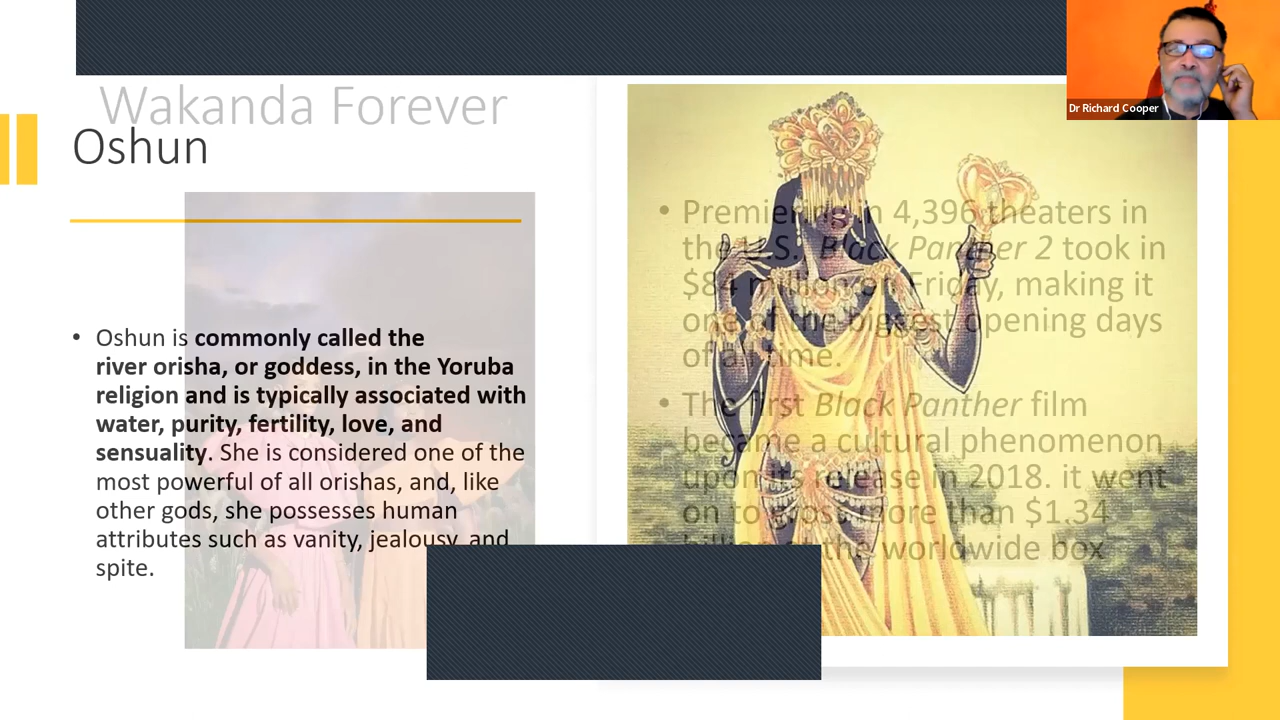 Wakanda Forever
Oshun
• Oshun is commonly called the
river orisha, or goddess, in the Yoruba
religion and is typically associated with
water, purity, fertility, love, and
sensuality. She is considered one of the
most powerful of all orishas, and, like
other gods, she possesses human
attributes such as vanity, jealousy, and
spite.
• Premiering in 4,396 theaters in
the U.S. Black Panther 2 took in
$84 million on Friday, making it
one of the biggest opening days
of all time.
• The first Black Panther film
became a cultural phenomenon
upon its release in 2018. it went
on to gross more than $1.34
the worldwide box
Dr Richard Cooper